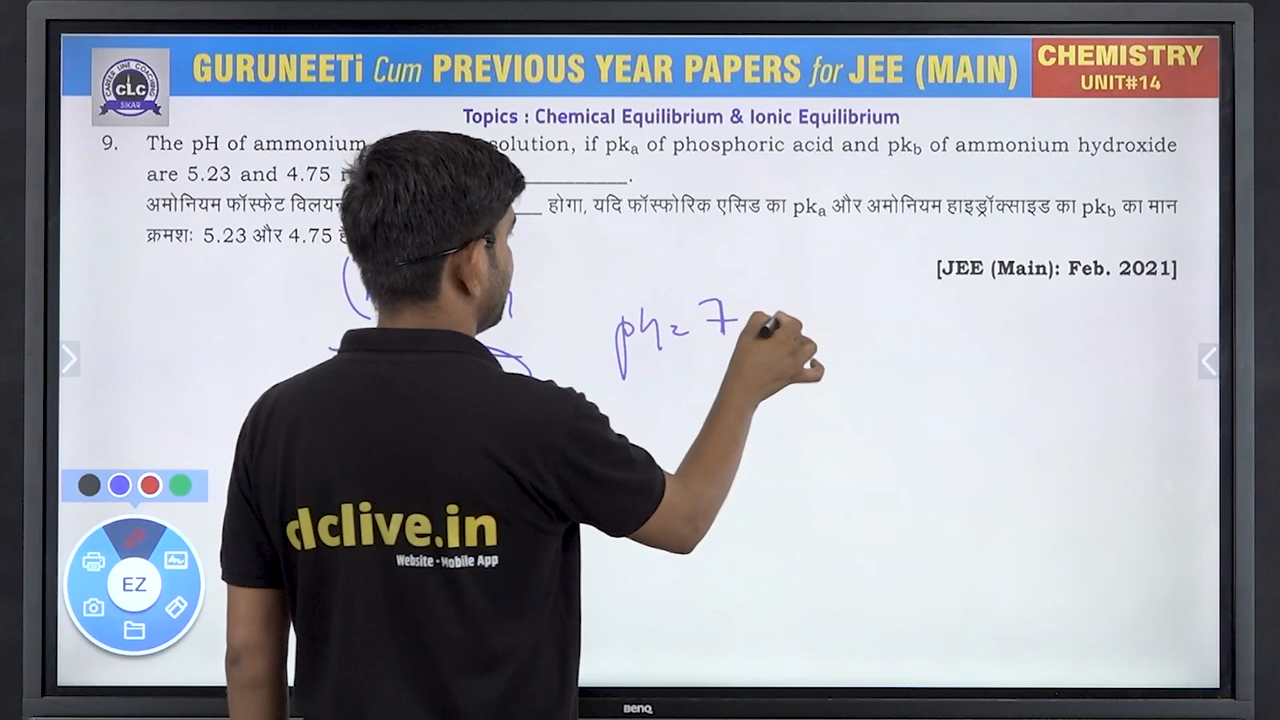 GURUNEETi Cum PREVIOUS YEAR PAPERS for JEE (MAIN)
CHEMISTRY
UNIT#14
CLC
SIKAR
Topics : Chemical Equilibrium & Ionic Equilibrium
9. The pH of ammonium solution, if pka of phosphoric acid and pkb of ammonium hydroxide
are 5.23 and 4.75 ____________.
अमोनियम फॉस्फेट विलयन ___ होगा, यदि फॉस्फोरिक एसिड का pka और अमोनियम हाइड्रॉक्साइड का pkb का मान
क्रमशः 5.23 और 4.75
[JEE (Main): Feb. 2021]
pH = 7
EZ
clclive.in
Website - Mobile App
BenQ